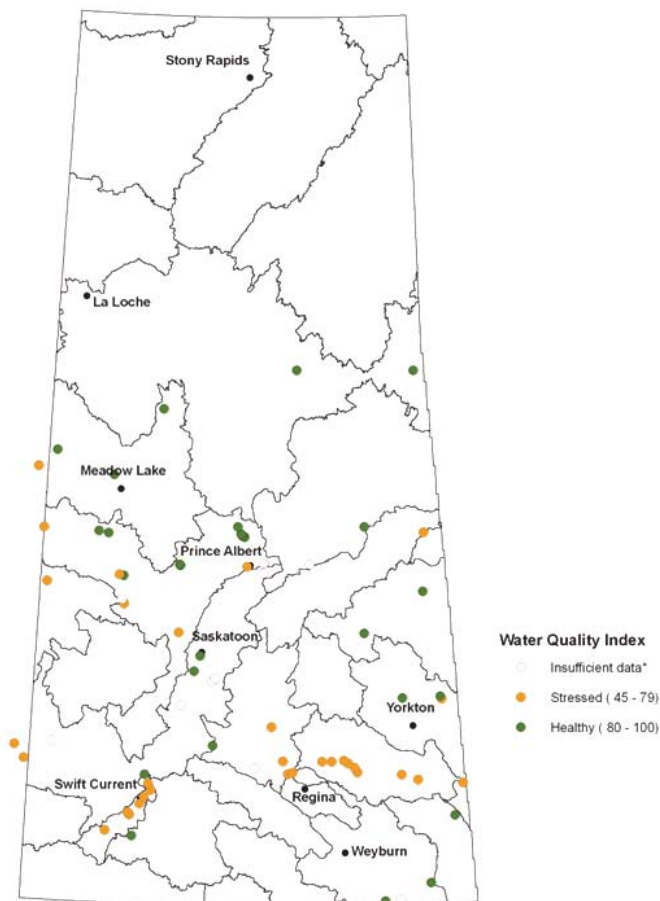 Stony Rapids
La Loche
Meadow Lake
Prince Albert
Saskatoon
Water Quality Index
Insufficient data*
Stressed ( 45 - 79)
Healthy ( 80 - 100)
Yorkton
Swift Current
Regina
Weyburn